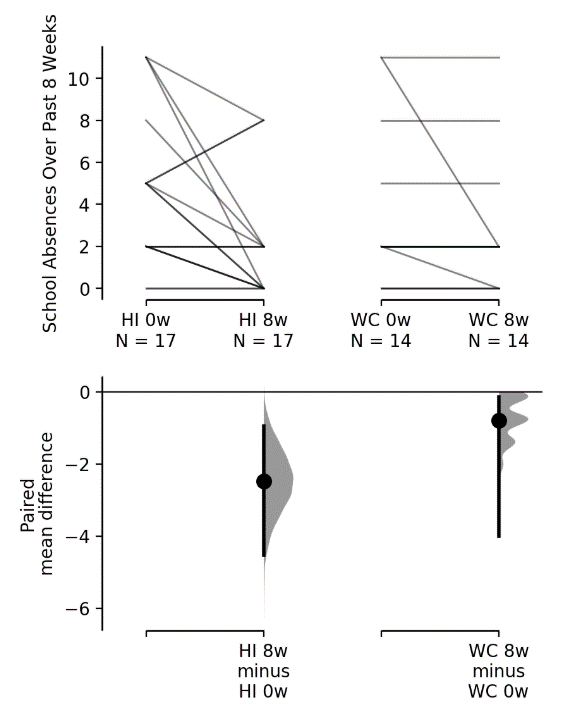 School Absences Over Past 8 Weeks
10
8
6
4
2
0
HI 0w
N = 17
HI 8w
N = 17
WC 0w
N = 14
WC 8w
N = 14
Paired
mean difference
0
−2
−4
−6
HI 8w
minus
HI 0w
WC 8w
minus
WC 0w